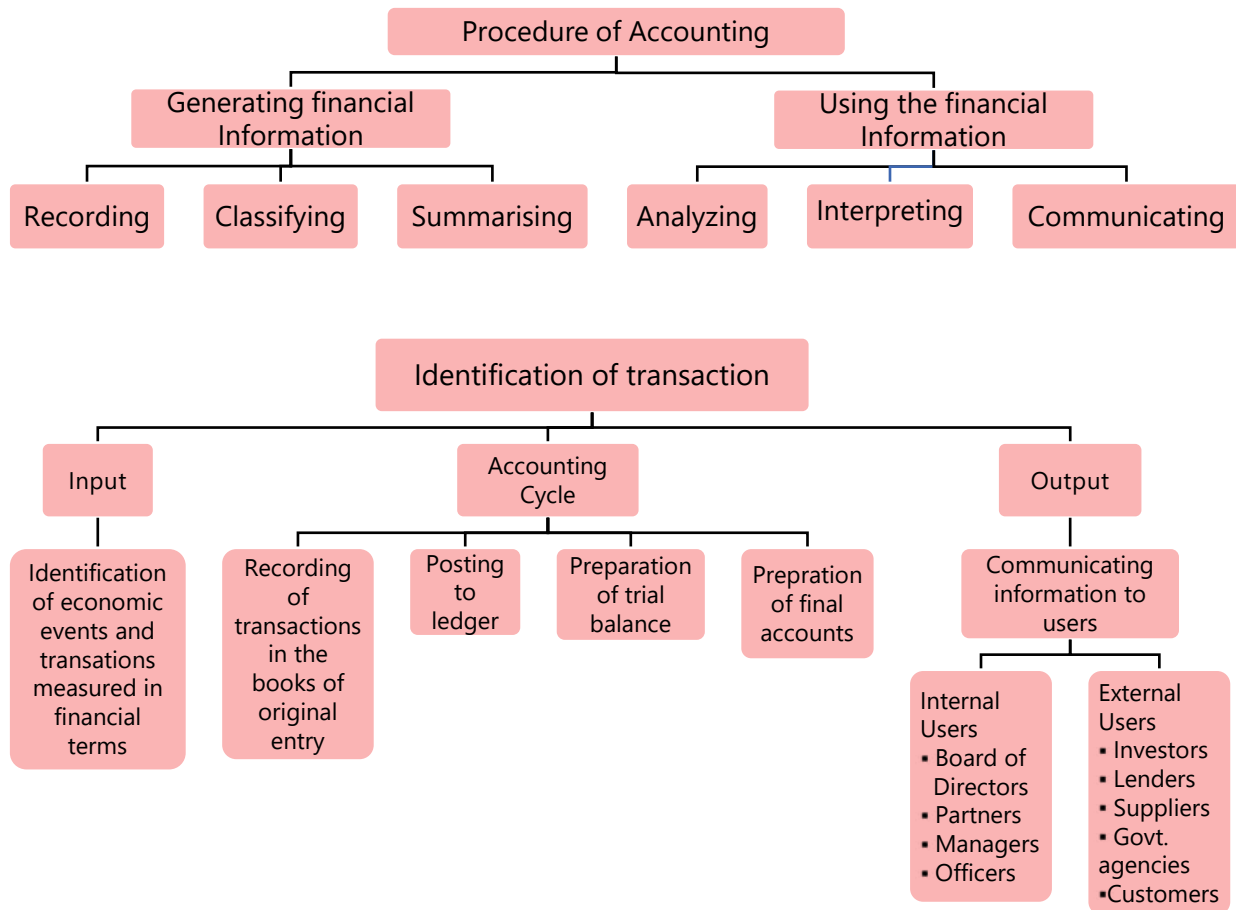 Procedure of Accounting
Generating financial
Information
Using the financial
Information
Recording
Classifying
Summarising
Analyzing
Interpreting
Communicating
Identification of transaction
Input
Accounting
Cycle
Output
Identification
of economic
events and
transations
measured in
financial
terms
Recording
of
transactions
in the
books of
original
entry
Posting
to
ledger
Preparation
of trial
balance
Prepration
of final
accounts
Communicating
information to
users
Internal
Users
▪ Board of
Directors
▪ Partners
▪ Managers
▪ Officers
External
Users
▪ Investors
▪ Lenders
▪ Suppliers
▪ Govt.
agencies
▪Customers